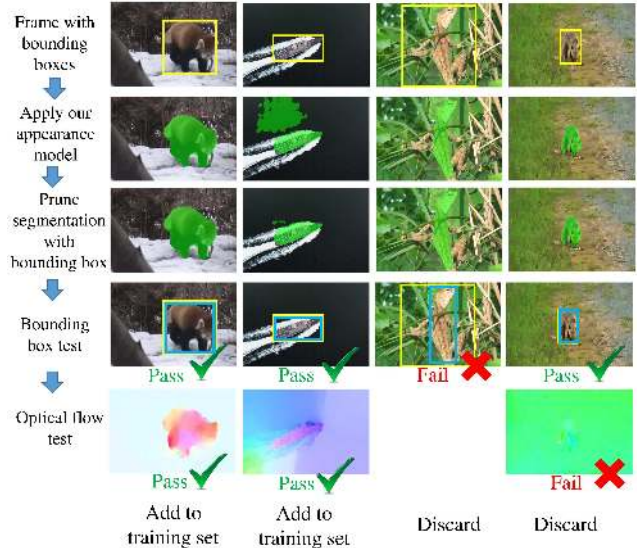 Frame with
bounding
boxes
Apply our
appearance
model
Prune
segmentation
with
bounding box
Bounding
box test
Pass
Pass
Fail
Pass
Optical flow
test
Pass
Pass
Fail
Add to
training set
Add to
training set
Discard
Discard